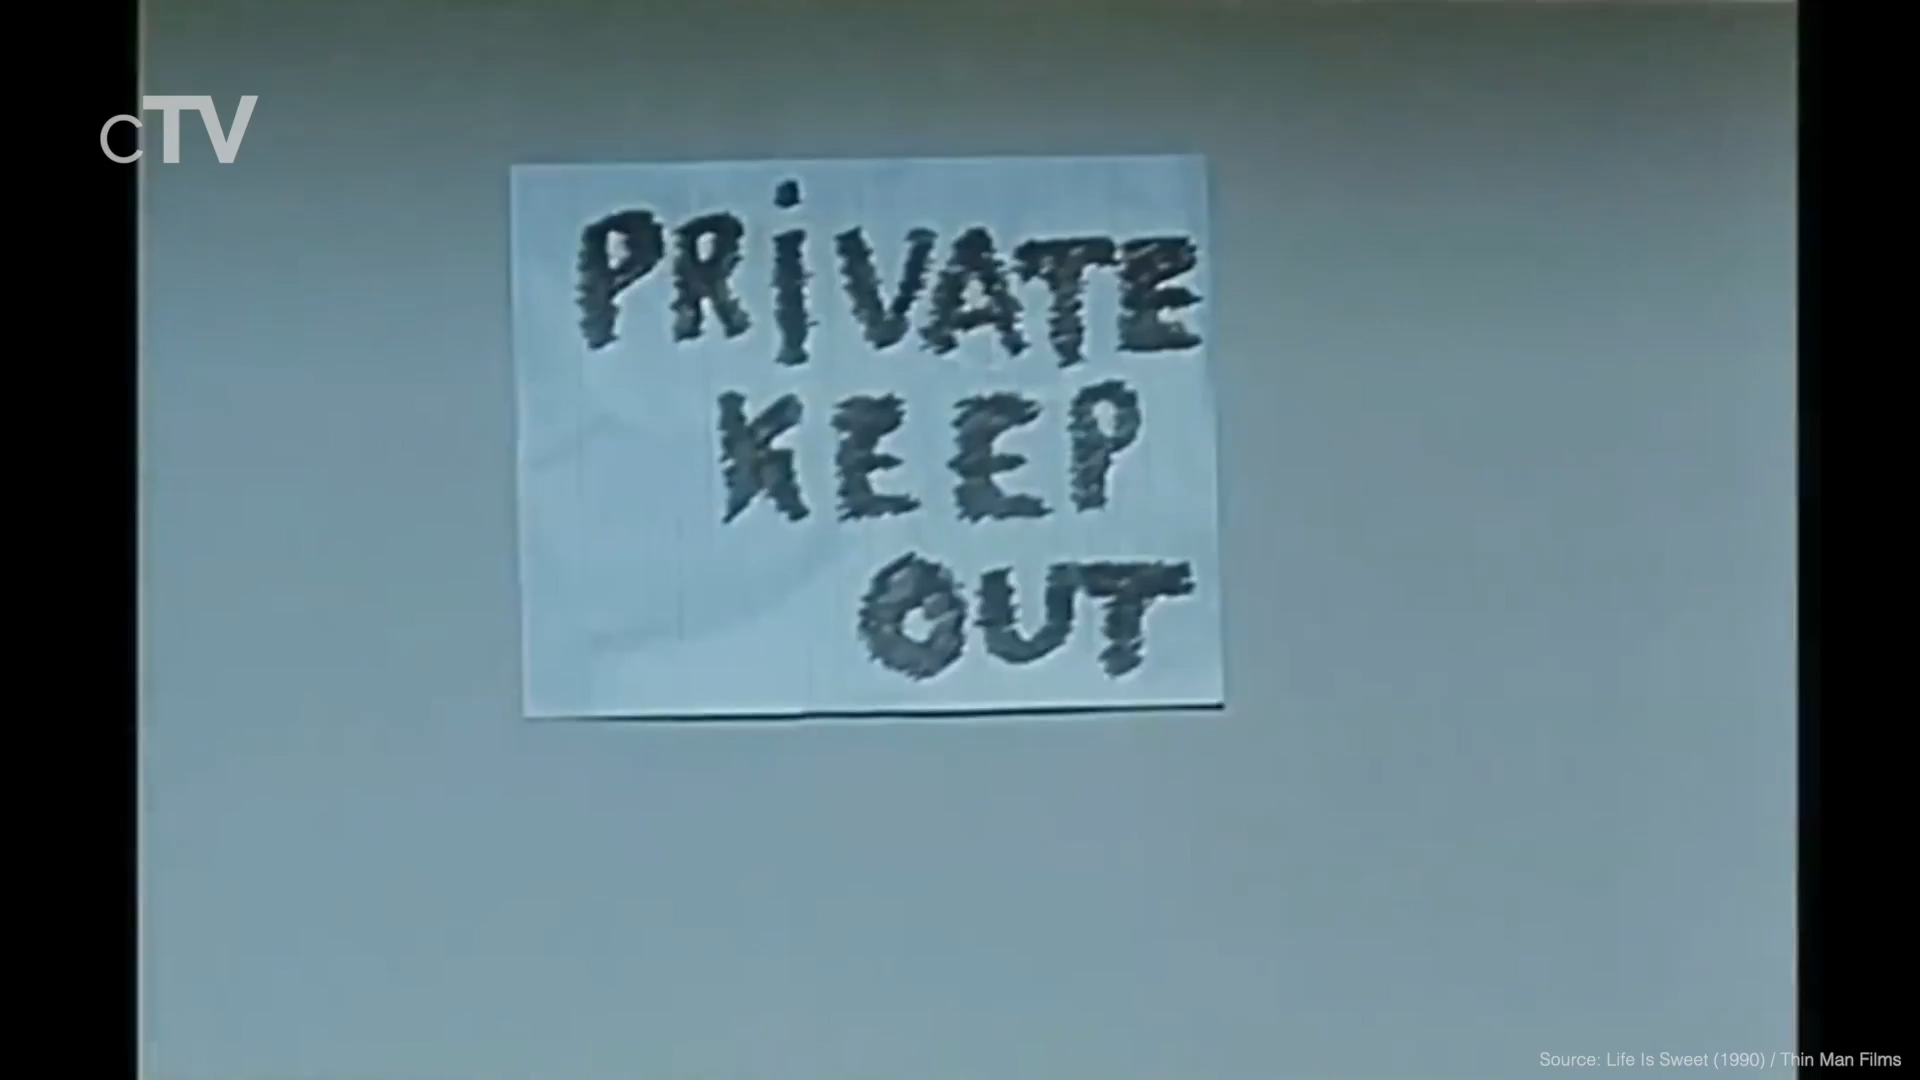 cTV
PRiVATE
KEEP
OUT
Source: Life Is Sweet (1990) / Thin Man Films